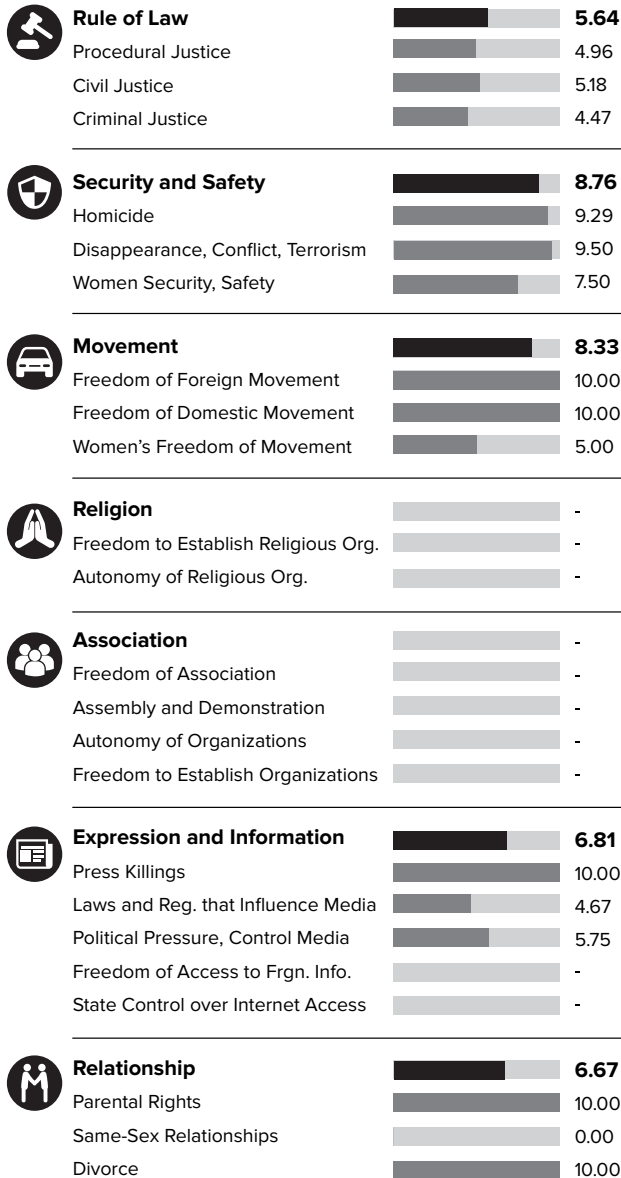 Rule of Law 5.64
Procedural Justice 4.96
Civil Justice 5.18
Criminal Justice 4.47
Security and Safety 8.76
Homicide 9.29
Disappearance, Conflict, Terrorism 9.50
Women Security, Safety 7.50
Movement 8.33
Freedom of Foreign Movement 10.00
Freedom of Domestic Movement 10.00
Women’s Freedom of Movement 5.00
Religion -
Freedom to Establish Religious Org. -
Autonomy of Religious Org. -
Association -
Freedom of Association -
Assembly and Demonstration -
Autonomy of Organizations -
Freedom to Establish Organizations -
Expression and Information 6.81
Press Killings 10.00
Laws and Reg. that Influence Media 4.67
Political Pressure, Control Media 5.75
Freedom of Access to Frgn. Info. -
State Control over Internet Access -
Relationship 6.67
Parental Rights 10.00
Same-Sex Relationships 0.00
Divorce 10.00